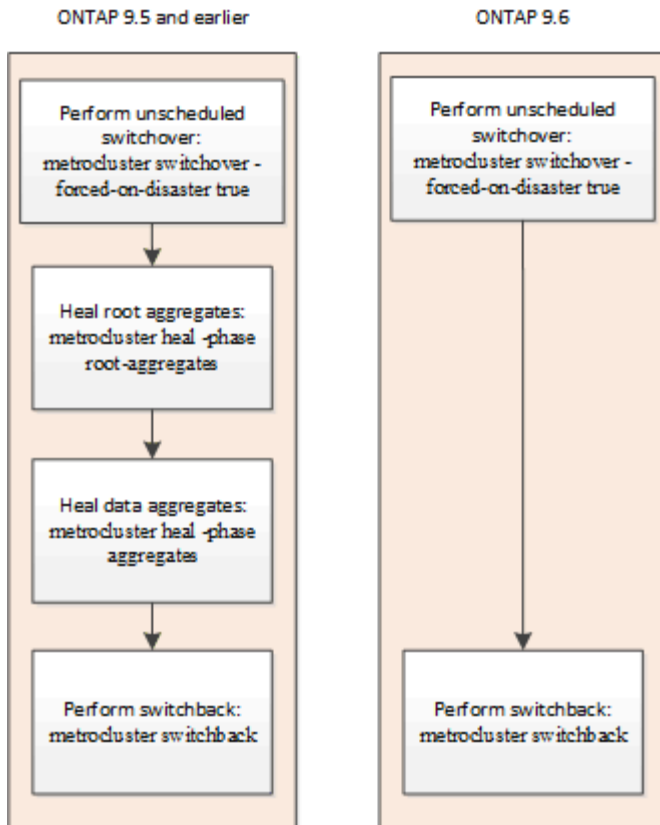 ONTAP 9.5 and earlier
Perform unscheduled
switchover:
metrocluster switchover -
forced-on-disaster true
Heal root aggregates:
metrocluster heal -phase
root-aggregates
Heal data aggregates:
metrocluster heal -phase
aggregates
Perform switchback:
metrocluster switchback
ONTAP 9.6
Perform unscheduled
switchover:
metrocluster switchover -
forced-on-disaster true
Perform switchback:
metrocluster switchback